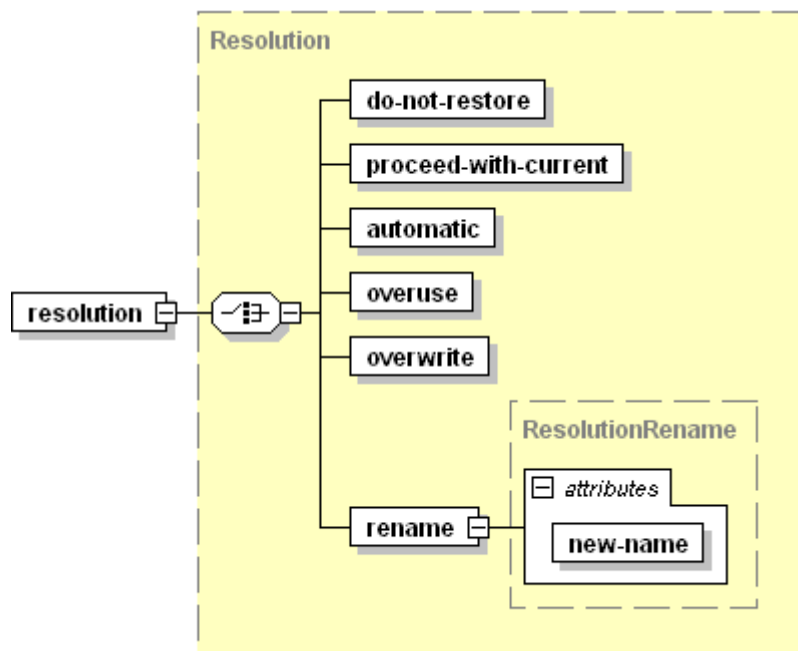 Resolution
do-not-restore
proceed-with-current
automatic
resolution
overuse
overwrite
ResolutionRename
attributes
rename
new-name